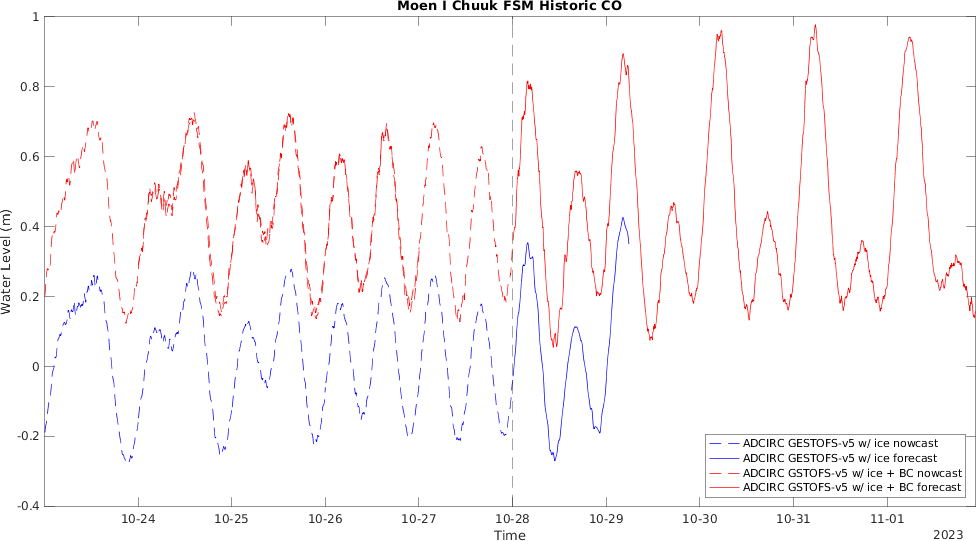 Moen I Chuuk FSM Historic CO
1
0.8
0.6
0.4
0.2
0
-0.2
-0.4
Water Level (m)
10-24 10-25 10-26 10-27 10-28 10-29 10-30 10-31 11-01
Time
2023
ADCIRC GESTOFS-v5 w/ ice nowcast
ADCIRC GESTOFS-v5 w/ ice forecast
ADCIRC GSTOFS-v5 w/ ice + BC nowcast
ADCIRC GSTOFS-v5 w/ ice + BC forecast